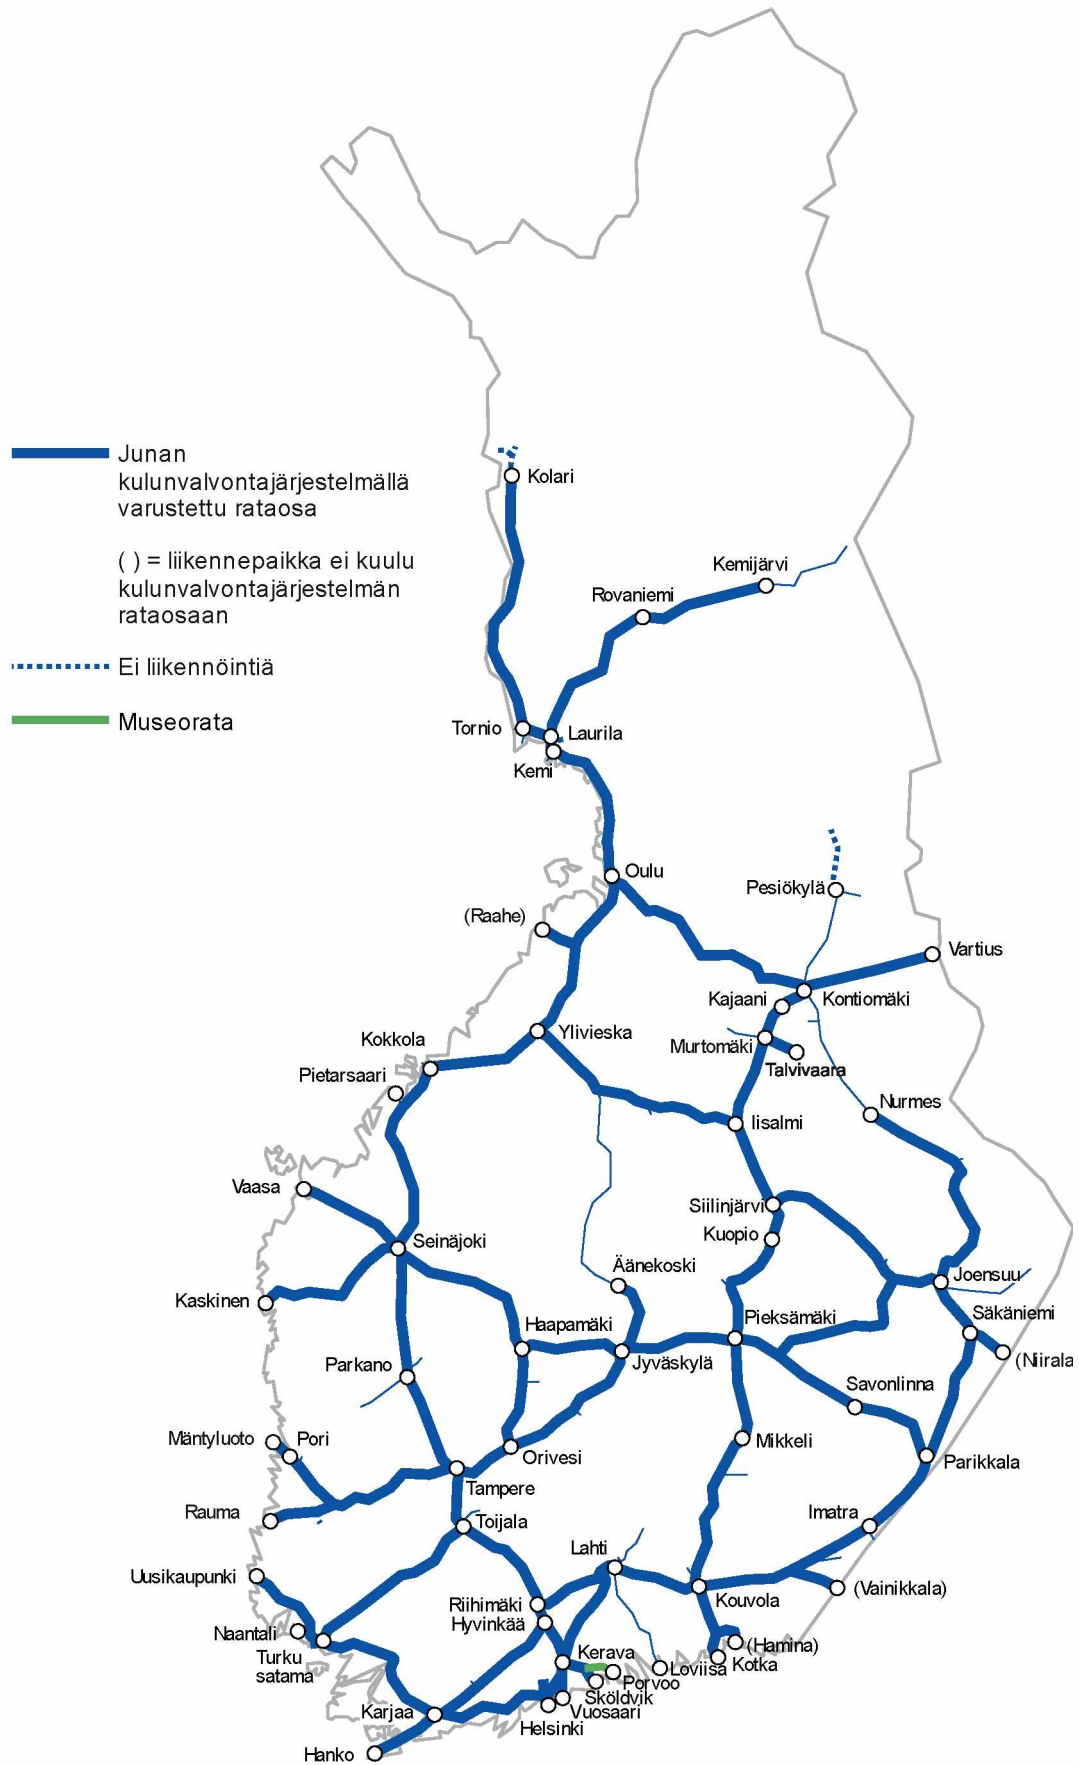 Junan
kulunvalvontajärjestelmällä
varustettu rataosa
( ) = liikennepaikka ei kuulu
kulunvalvontajärjestelmän
rataosaan
Ei liikennöintiä
Museorata
Kolari
Kemijärvi
Rovaniemi
Tornio
Laurila
Kemi
Oulu
Pesiökylä
(Raahe)
Vartius
Kajaani
Kontiomäki
Ylivieska
Kokkola
Murtomäki
Talvivaara
Pietarsaari
Nurmes
Iisalmi
Vaasa
Siilinjärvi
Kuopio
Seinäjoki
Äänekoski
Joensuu
Kaskinen
Säkäniemi
Haapamäki
Pieksämäki
Jyväskylä
(Niirala
Parkano
Savonlinna
Mäntyluoto
Pori
Mikkeli
Orivesi
Parikkala
Tampere
Rauma
Imatra
Toijala
Lahti
Uusikaupunki
(Vainikkala)
Kouvola
Riihimäki
Hyvinkää
Naantali
Turku
satama
Kerava
(Hamina)
Kotka
Loviisa
Porvoo
Sköldvik
Vuosaari
Karjaa
Helsinki
Hanko